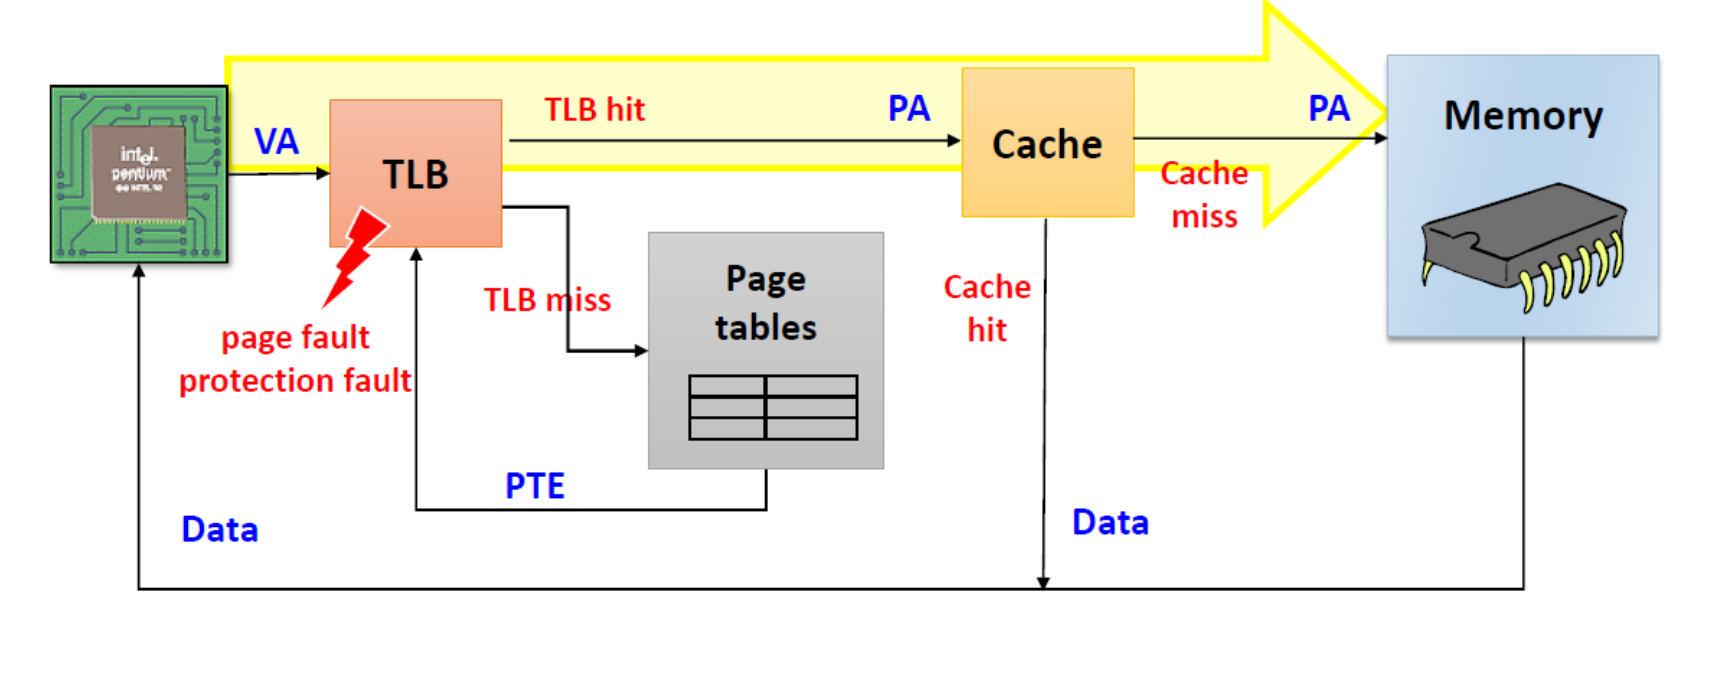 TLB hit
PA
PA
Memory
VA
intel.
pentium
TLB
Cache
Cache
miss
Page
tables
TLB miss
Cache
hit
page fault
protection fault
PTE
Data
Data